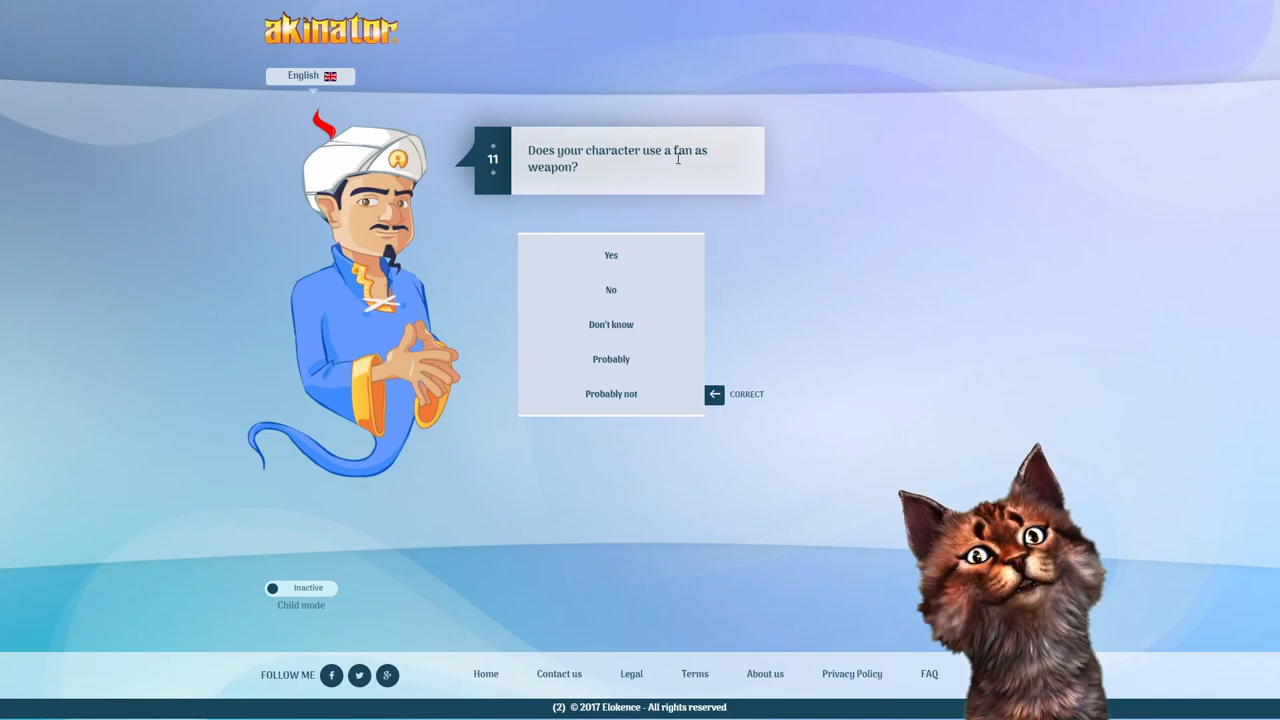 akinator
English
11
Does your character use a fan as
weapon?
Yes
No
Don't know
Probably
Probably not
CORRECT
Inactive
Child mode
FOLLOW ME
Home
Contact us
Legal
Terms
About us
Privacy Policy
FAQ
(2) © 2017 Elokence - All rights reserved